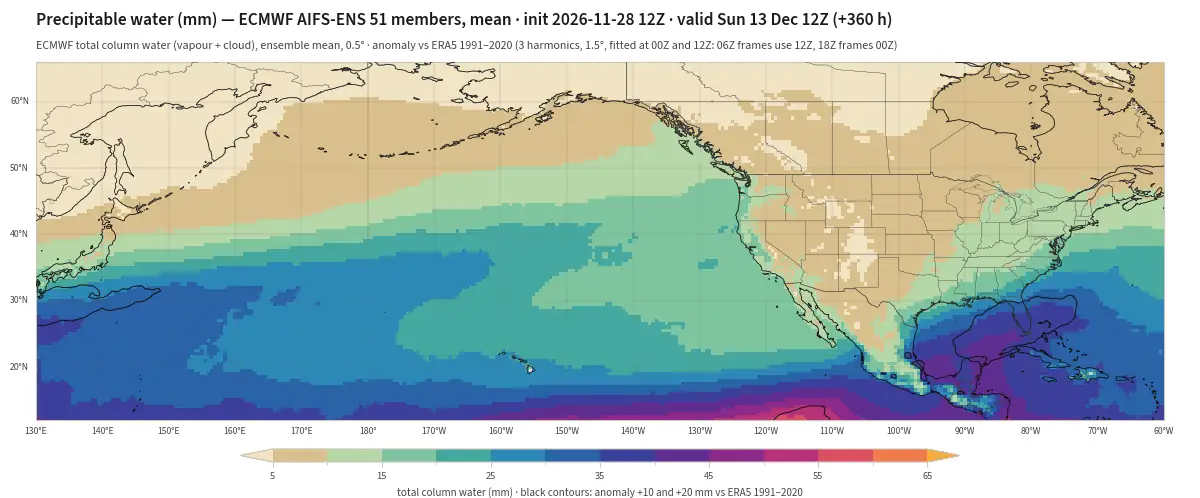 Precipitable water (mm) — ECMWF AIFS-ENS 51 members, mean · init 2026-11-28 12Z · valid Sun 13 Dec 12Z (+360 h)
ECMWF total column water (vapour + cloud), ensemble mean, 0.5° · anomaly vs ERA5 1991–2020 (3 harmonics, 1.5°, fitted at 00Z and 12Z: 06Z frames use 12Z, 18Z frames 00Z)
60°N
50°N
40°N
30°N
20°N
130°E 140°E 150°E 160°E 170°E 180° 170°W 160°W 150°W 140°W 130°W 120°W 110°W 100°W 90°W 80°W 70°W 60°W
5 15 25 35 45 55 65
total column water (mm) · black contours: anomaly +10 and +20 mm vs ERA5 1991–2020